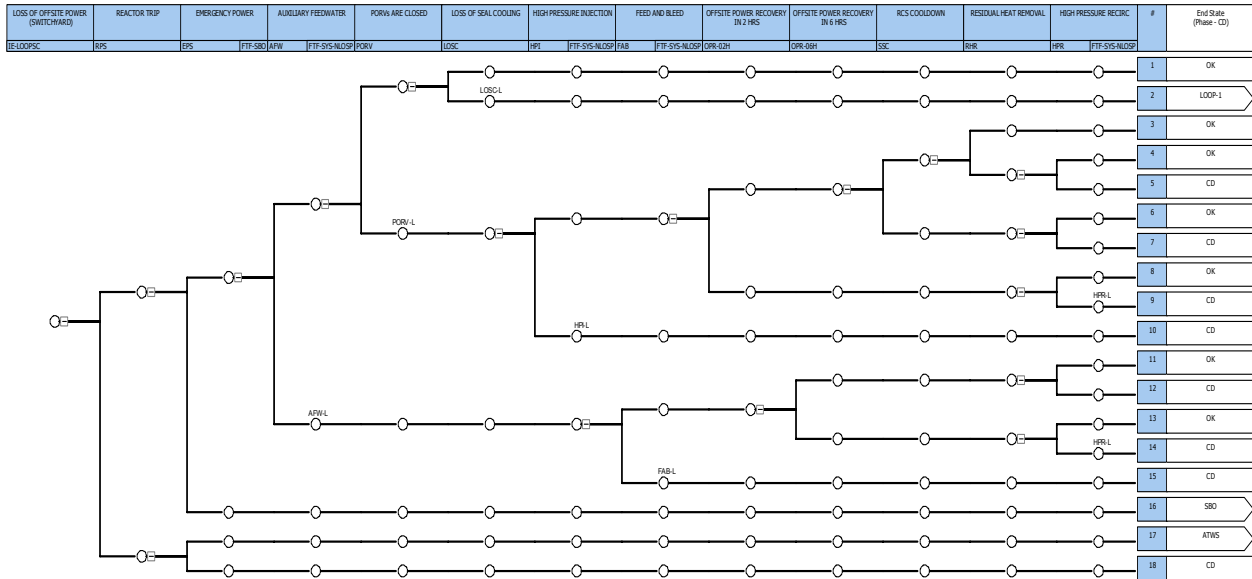 LOSS OF OFFSITE POWER (SWITCHYARD)
REACTOR TRIP
EMERGENCY POWER
AUXILIARY FEEDWATER
PORVs ARE CLOSED
LOSS OF SEAL COOLING
HIGH PRESSURE INJECTION
FEED AND BLEED
OFFSITE POWER RECOVERY IN 2 HRS
OFFSITE POWER RECOVERY IN 6 HRS
RCS COOLDOWN
RESIDUAL HEAT REMOVAL
HIGH PRESSURE RECIRC
#
End State
(Phase - CD)
IE-LOOPSC
RPS
EPS
FTF-SBO
AFW
FTF-SYS-NLOSP
PORV
LOSC
HPI
FTF-SYS-NLOSP
FAB
FTF-SYS-NLOSP
OPR-02H
OPR-06H
SSC
RHR
HPR
FTF-SYS-NLOSP
1 OK
LOSC-L
2 LOOP-1
3 OK
4 OK
5 CD
6 OK
PORV-L
7 CD
8 OK
HPR-L
9 CD
HPI-L
10 CD
11 OK
12 CD
AFW-L
13 OK
HPR-L
14 CD
FAB-L
15 CD
16 SBO
17 ATWS
18 CD